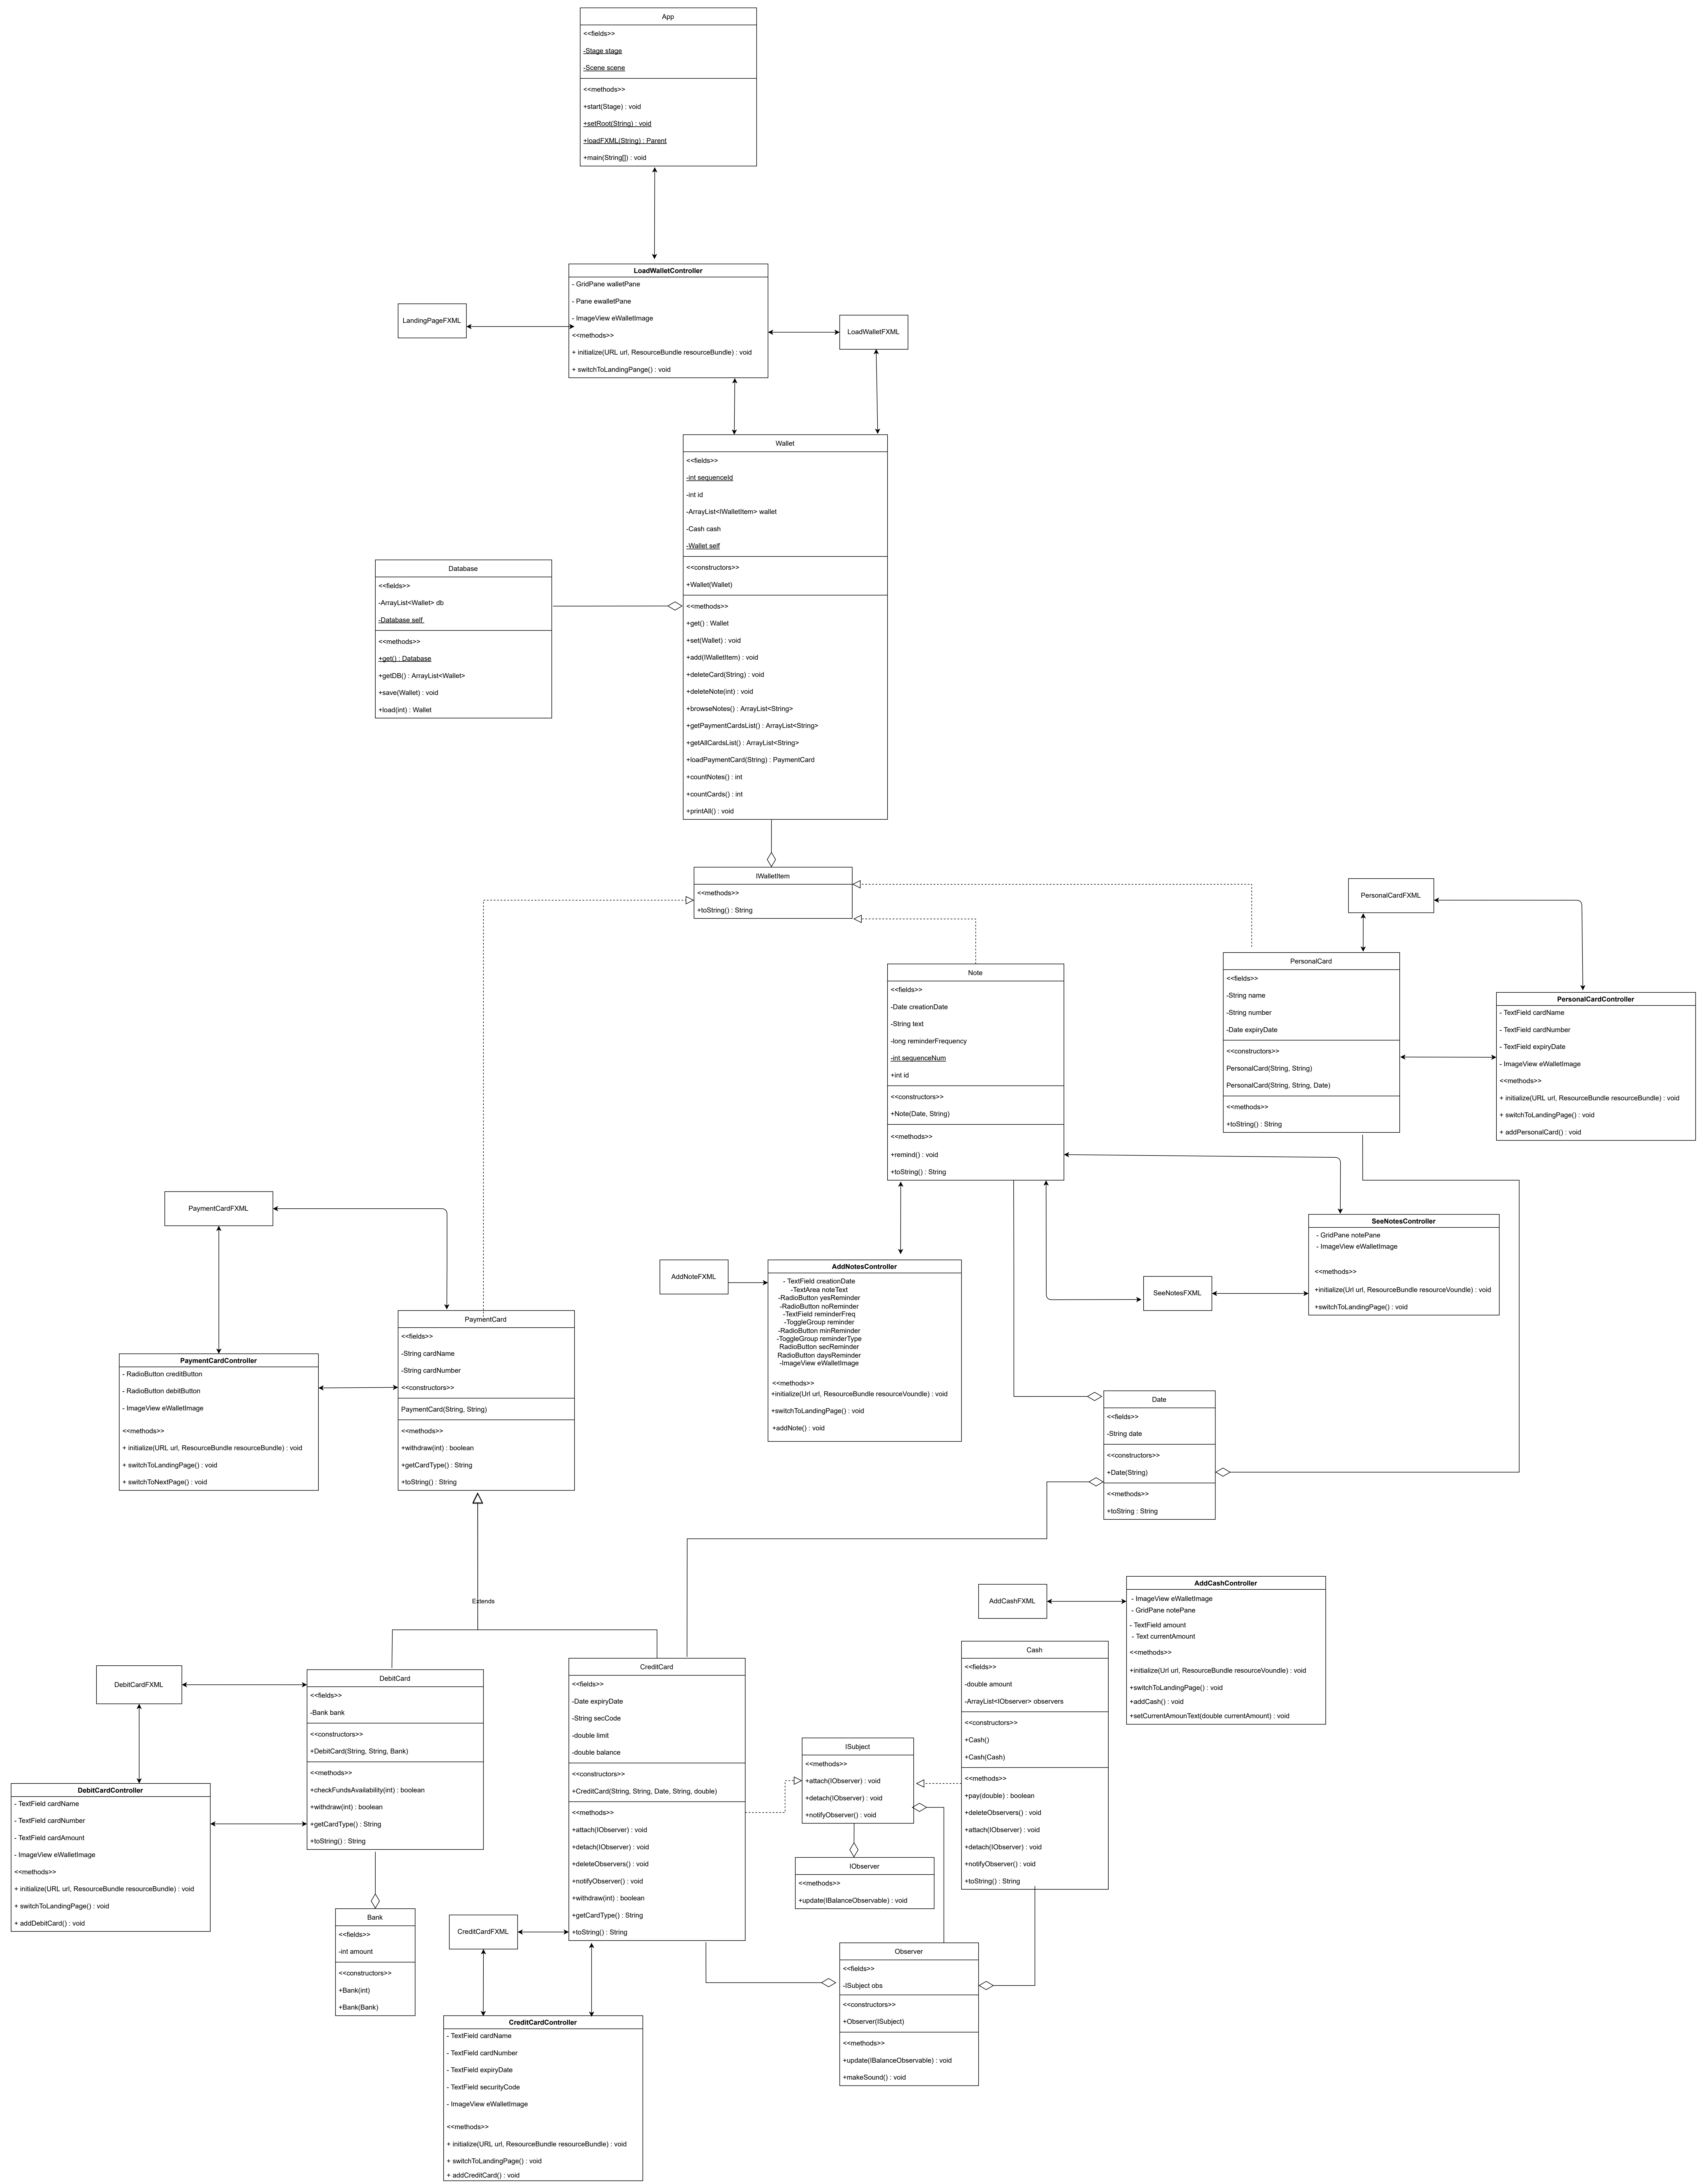 App
<<fields>>
-Stage stage
-Scene scene
<<methods>>
+start(Stage) : void
+setRoot(String) : void
+loadFXML(String) : Parent
+main(String[]) : void
LoadWalletController
- GridPane walletPane
- Pane ewalletPane
- ImageView eWalletImage
<<methods>>
+ initialize(URL url, ResourceBundle resourceBundle) : void
+ switchToLandingPange() : void
LandingPageFXML
LoadWalletFXML
Wallet
<<fields>>
-int sequenceId
-int id
-ArrayList<IWalletItem> wallet
-Cash cash
-Wallet self
<<constructors>>
+Wallet(Wallet)
<<methods>>
+get() : Wallet
+set(Wallet) : void
+add(IWalletItem) : void
+deleteCard(String) : void
+deleteNote(int) : void
+browseNotes() : ArrayList<String>
+getPaymentCardsList() : ArrayList<String>
+getAllCardsList() : ArrayList<String>
+loadPaymentCard(String) : PaymentCard
+countNotes() : int
+countCards() : int
+printAll() : void
Database
<<fields>>
-ArrayList<Wallet> db
-Database self
<<methods>>
+get() : Database
+getDB() : ArrayList<Wallet>
+save(Wallet) : void
+load(int) : Wallet
IWalletItem
<<methods>>
+toString() : String
PersonalCardFXML
PersonalCard
<<fields>>
-String name
-String number
-Date expiryDate
<<constructors>>
PersonalCard(String, String)
PersonalCard(String, String, Date)
<<methods>>
+toString() : String
PersonalCardController
- TextField cardName
- TextField cardNumber
- TextField expiryDate
- ImageView eWalletImage
<<methods>>
+ initialize(URL url, ResourceBundle resourceBundle) : void
+ switchToLandingPage() : void
+ addPersonalCard() : void
Note
<<fields>>
-Date creationDate
-String text
-long reminderFrequency
-int sequenceNum
+int id
<<constructors>>
+Note(Date, String)
<<methods>>
+remind() : void
+toString() : String
PaymentCardFXML
SeeNotesController
- GridPane notePane
- ImageView eWalletImage
<<methods>>
+initialize(Url url, ResourceBundle resourceVoundle) : void
+switchToLandingPage() : void
SeeNotesFXML
AddNoteFXML
AddNotesController
- TextField creationDate
-TextArea noteText
-RadioButton yesReminder
-RadioButton noReminder
-TextField reminderFreq
-ToggleGroup reminder
-RadioButton minReminder
-ToggleGroup reminderType
RadioButton secReminder
RadioButton daysReminder
-ImageView eWalletImage
<<methods>>
+initialize(Url url, ResourceBundle resourceVoundle) : void
+switchToLandingPage() : void
+addNote() : void
PaymentCard
<<fields>>
-String cardName
-String cardNumber
<<constructors>>
PaymentCard(String, String)
<<methods>>
+withdraw(int) : boolean
+getCardType() : String
+toString() : String
PaymentCardController
- RadioButton creditButton
- RadioButton debitButton
- ImageView eWalletImage
<<methods>>
+ initialize(URL url, ResourceBundle resourceBundle) : void
+ switchToLandingPage() : void
+ switchToNextPage() : void
Date
<<fields>>
-String date
<<constructors>>
+Date(String)
<<methods>>
+toString : String
Extends
AddCashFXML
AddCashController
- ImageView eWalletImage
- GridPane notePane
- TextField amount
- Text currentAmount
<<methods>>
+initialize(Url url, ResourceBundle resourceVoundle) : void
+switchToLandingPage() : void
+addCash() : void
+setCurrentAmounText(double currentAmount) : void
Cash
<<fields>>
-double amount
-ArrayList<IObserver> observers
<<constructors>>
+Cash()
+Cash(Cash)
<<methods>>
+pay(double) : boolean
+deleteObservers() : void
+attach(IObserver) : void
+detach(IObserver) : void
+notifyObserver() : void
+toString() : String
DebitCardFXML
DebitCard
<<fields>>
-Bank bank
<<constructors>>
+DebitCard(String, String, Bank)
<<methods>>
+checkFundsAvailability(int) : boolean
+withdraw(int) : boolean
+getCardType() : String
+toString() : String
CreditCard
<<fields>>
-Date expiryDate
-String secCode
-double limit
-double balance
<<constructors>>
+CreditCard(String, String, Date, String, double)
<<methods>>
+attach(IObserver) : void
+detach(IObserver) : void
+deleteObservers() : void
+notifyObserver() : void
+withdraw(int) : boolean
+getCardType() : String
+toString() : String
ISubject
<<methods>>
+attach(IObserver) : void
+detach(IObserver) : void
+notifyObserver() : void
IObserver
<<methods>>
+update(IBalanceObservable) : void
DebitCardController
- TextField cardName
- TextField cardNumber
- TextField cardAmount
- ImageView eWalletImage
<<methods>>
+ initialize(URL url, ResourceBundle resourceBundle) : void
+ switchToLandingPage() : void
+ addDebitCard() : void
Bank
<<fields>>
-int amount
<<constructors>>
+Bank(int)
+Bank(Bank)
CreditCardFXML
Observer
<<fields>>
-ISubject obs
<<constructors>>
+Observer(ISubject)
<<methods>>
+update(IBalanceObservable) : void
+makeSound() : void
CreditCardController
- TextField cardName
- TextField cardNumber
- TextField expiryDate
- TextField securityCode
- ImageView eWalletImage
<<methods>>
+ initialize(URL url, ResourceBundle resourceBundle) : void
+ switchToLandingPage() : void
+ addCreditCard() : void